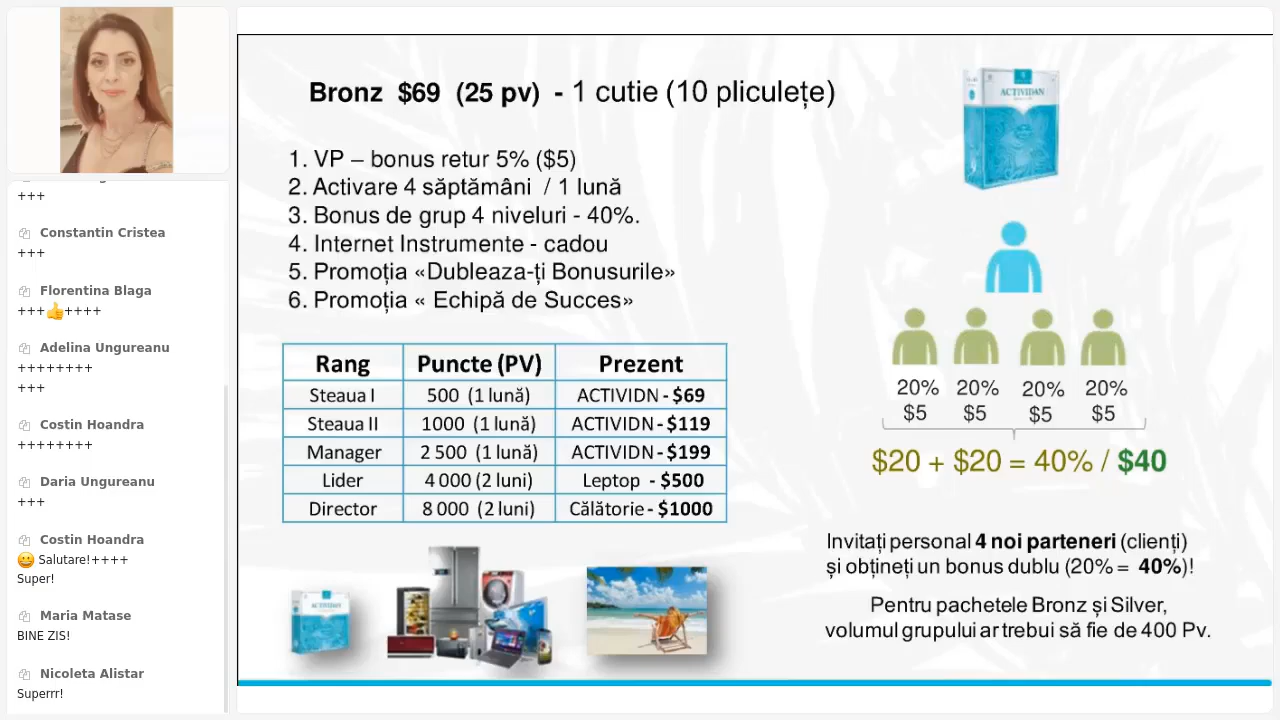 +++
Constantin Cristea
+++
Florentina Blaga
+++👍++++
Adelina Ungureanu
++++++++
+++
Costin Hoandra
++++++++
Daria Ungureanu
+++
Costin Hoandra
😀 Salutare!++++
Super!
Maria Matase
BINE ZIS!
Nicoleta Alistar
Superrr!
Bronz $69 (25 pv) - 1 cutie (10 pliculețe)
1. VP – bonus retur 5% ($5)
2. Activare 4 săptămâni / 1 lună
3. Bonus de grup 4 niveluri - 40%.
4. Internet Instrumente - cadou
5. Promoția «Dubleaza-ți Bonusurile»
6. Promoția « Echipă de Succes»
Rang Puncte (PV) Prezent
Steaua I 500 (1 lună) ACTIVIDN - $69
Steaua II 1000 (1 lună) ACTIVIDN - $119
Manager 2 500 (1 lună) ACTIVIDN - $199
Lider 4 000 (2 luni) Leptop - $500
Director 8 000 (2 luni) Călătorie - $1000
ACTIVIDAN
ACTIVIDAN
20% 20% 20% 20%
$5 $5 $5 $5
$20 + $20 = 40% / $40
Invitați personal 4 noi parteneri (clienți)
și obțineți un bonus dublu (20% = 40%)!
Pentru pachetele Bronz și Silver,
volumul grupului ar trebui să fie de 400 Pv.